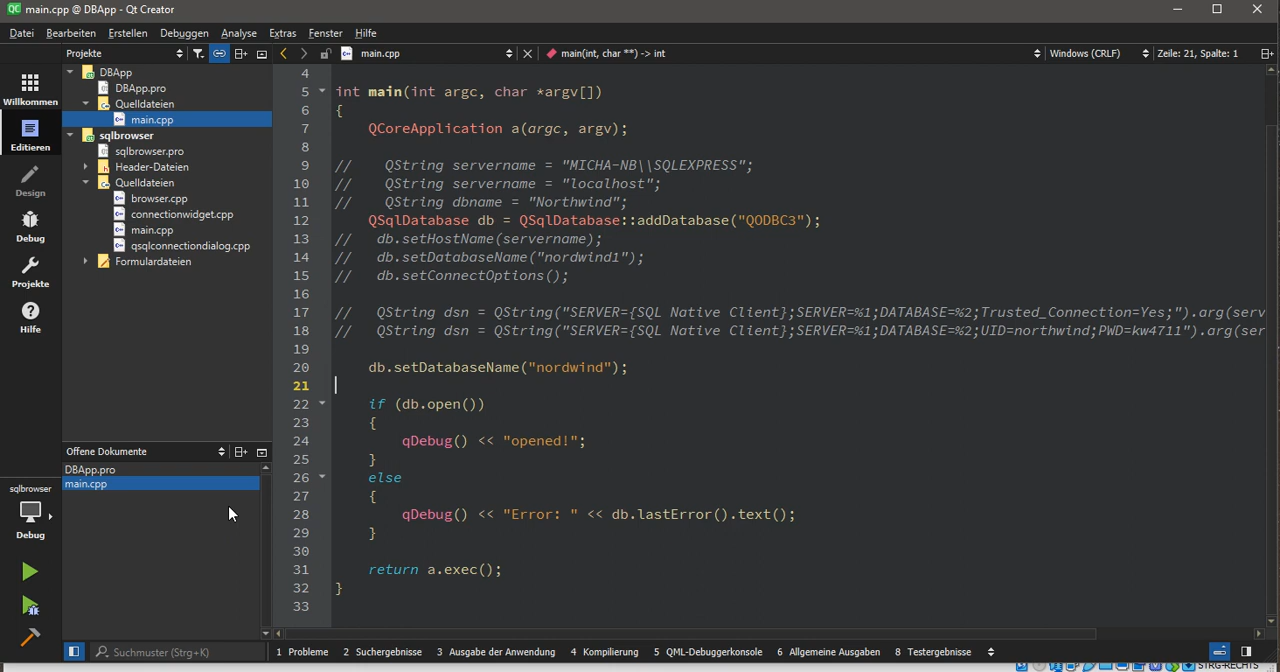 QC main.cpp @ DBApp - Qt Creator
Datei Bearbeiten Erstellen Debugging Analyse Extras Fenster Hilfe
Projekte main.cpp main(int, char **) -> int Windows (CRLF) Zeile: 21, Spalte: 1
Willkommen
Editieren
Design
Debug
Projekte
Hilfe
DBApp
DBApp.pro
Quelldateien
main.cpp
sqlbrowser
sqlbrowser.pro
Header-Dateien
Quelldateien
browser.cpp
connectionwidget.cpp
main.cpp
qsqlconnectiondialog.cpp
Formulardateien
Offene Dokumente
DBApp.pro
main.cpp
sqlbrowser
Debug
4
5 int main(int argc, char *argv[])
6 {
7 QCoreApplication a(argc, argv);
8
9 // QString servername = "MICHA-NB\\SQLEXPRESS";
10 // QString servername = "localhost";
11 // QString dbname = "Northwind";
12 QSqlDatabase db = QSqlDatabase::addDatabase("QODBC3");
13 // db.setHostName(servername);
14 // db.setDatabaseName("nordwind1");
15 // db.setConnectOptions();
16
17 // QString dsn = QString("SERVER={SQL Native Client};SERVER=%1;DATABASE=%2;Trusted_Connection=Yes;").arg(serv
18 // QString dsn = QString("SERVER={SQL Native Client};SERVER=%1;DATABASE=%2;UID=northwind;PWD=kw4711").arg(ser
19
20 db.setDatabaseName("nordwind");
21
22 if (db.open())
23 {
24 qDebug() << "opened!";
25 }
26 else
27 {
28 qDebug() << "Error: " << db.lastError().text();
29 }
30
31 return a.exec();
32 }
33
Suchmuster (Strg+K) 1 Probleme 2 Suchergebnisse 3 Ausgabe der Anwendung 4 Kompilierung 5 QML-Debuggerkonsole 6 Allgemeine Ausgaben 8 Testergebnisse
STRG-RECHTS